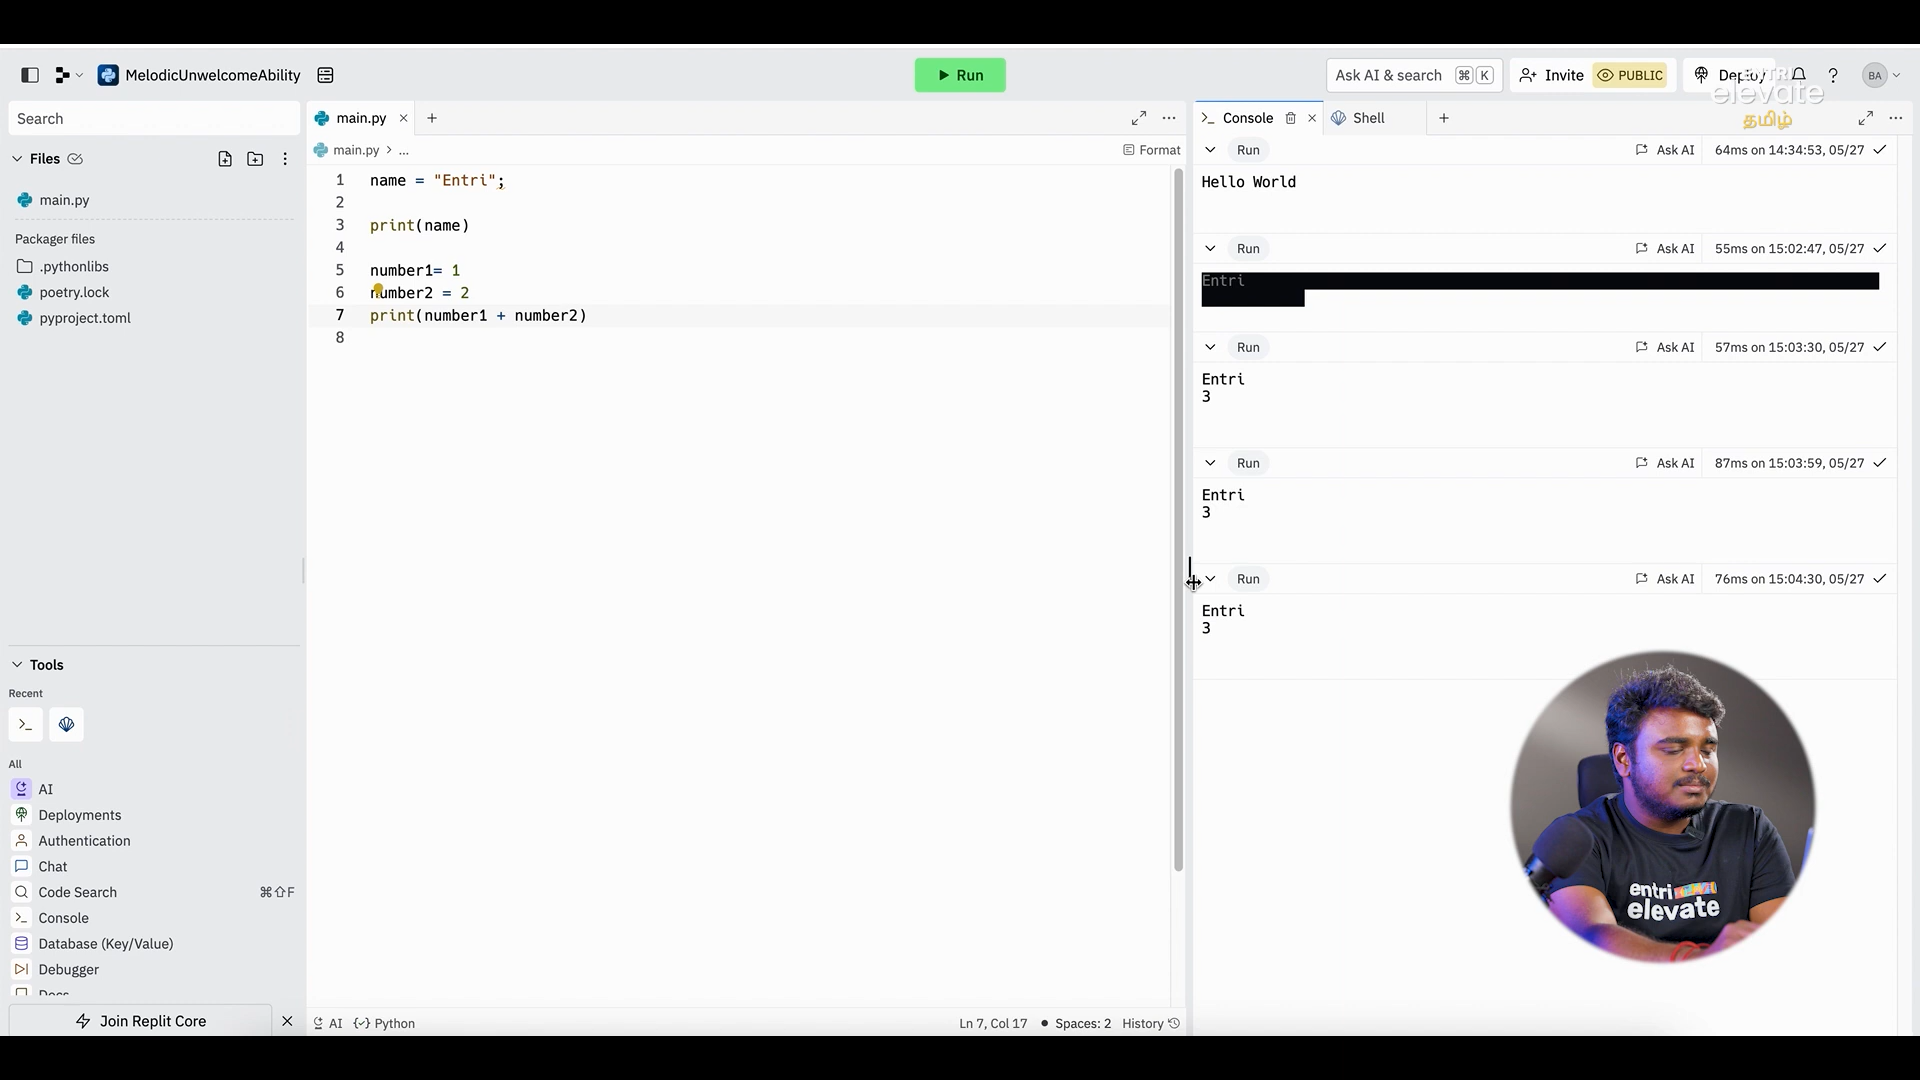 MelodicUnwelcomeAbility
Run
Ask AI & search ⌘ K
Invite
PUBLIC
Deploy
?
BA
elevate
தமிழ்
Search
Files
main.py
Packager files
.pythonlibs
poetry.lock
pyproject.toml
Tools
Recent
All
AI
Deployments
Authentication
Chat
Code Search ⌘⇧F
Console
Database (Key/Value)
Debugger
Docs
Join Replit Core
main.py
main.py > ...
Format
1 name = "Entri";
2
3 print(name)
4
5 number1= 1
6 number2 = 2
7 print(number1 + number2)
8
AI
Python
Ln 7, Col 17
Spaces: 2
History
Console
Shell
Run Ask AI 64ms on 14:34:53, 05/27
Hello World
Run Ask AI 55ms on 15:02:47, 05/27
Entri
Run Ask AI 57ms on 15:03:30, 05/27
Entri
3
Run Ask AI 87ms on 15:03:59, 05/27
Entri
3
Run Ask AI 76ms on 15:04:30, 05/27
Entri
3
entri
elevate